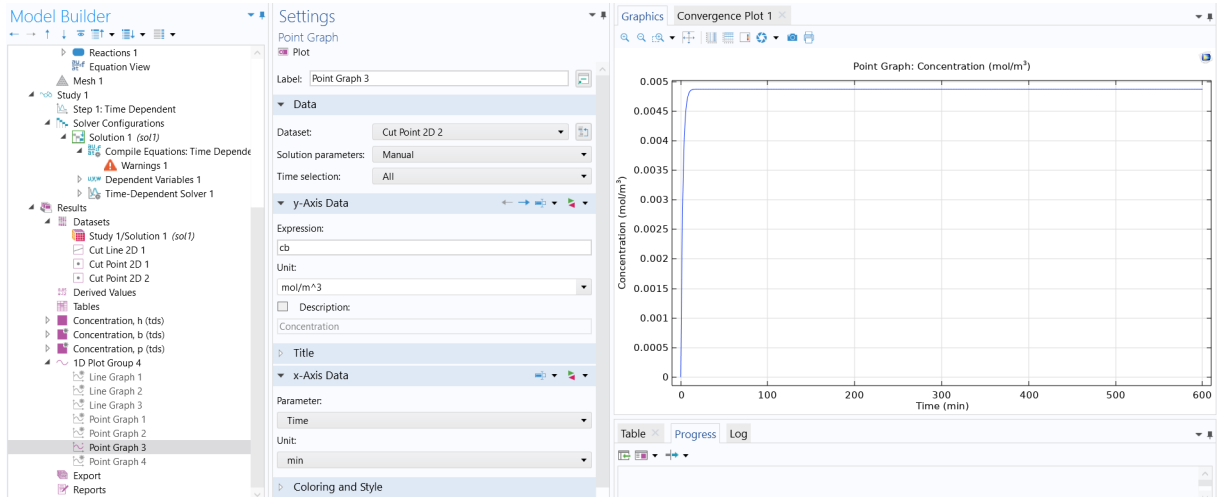 Model Builder
Reactions 1
Equation View
Mesh 1
Study 1
Step 1: Time Dependent
Solver Configurations
Solution 1 (sol1)
Compile Equations: Time Depende
Warnings 1
Dependent Variables 1
Time-Dependent Solver 1
Results
Datasets
Study 1/Solution 1 (sol1)
Cut Line 2D 1
Cut Point 2D 1
Cut Point 2D 2
Derived Values
Tables
Concentration, h (tds)
Concentration, b (tds)
Concentration, p (tds)
1D Plot Group 4
Line Graph 1
Line Graph 2
Line Graph 3
Point Graph 1
Point Graph 2
Point Graph 3
Point Graph 4
Export
Reports
Settings
Point Graph
Plot
Label: Point Graph 3
Data
Dataset: Cut Point 2D 2
Solution parameters: Manual
Time selection: All
y-Axis Data
Expression:
cb
Unit:
mol/m^3
Description:
Concentration
Title
x-Axis Data
Parameter:
Time
Unit:
min
Coloring and Style
Graphics Convergence Plot 1
Point Graph: Concentration (mol/m³)
Concentration (mol/m³)
0.005
0.0045
0.004
0.0035
0.003
0.0025
0.002
0.0015
0.001
0.0005
0
0 100 200 300 400 500 600
Time (min)
Table Progress Log